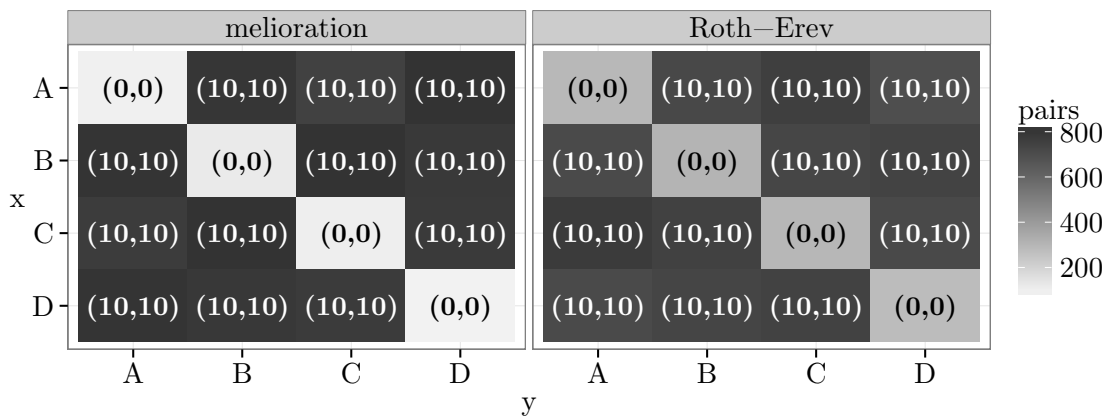 melioration Roth−Erev
A (0,0) (10,10) (10,10) (10,10) (0,0) (10,10) (10,10) (10,10)
pairs
800
B (10,10) (0,0) (10,10) (10,10) (10,10) (0,0) (10,10) (10,10)
600
x
400
C (10,10) (10,10) (0,0) (10,10) (10,10) (10,10) (0,0) (10,10)
200
D (10,10) (10,10) (10,10) (0,0) (10,10) (10,10) (10,10) (0,0)
A B C D A B C D
y